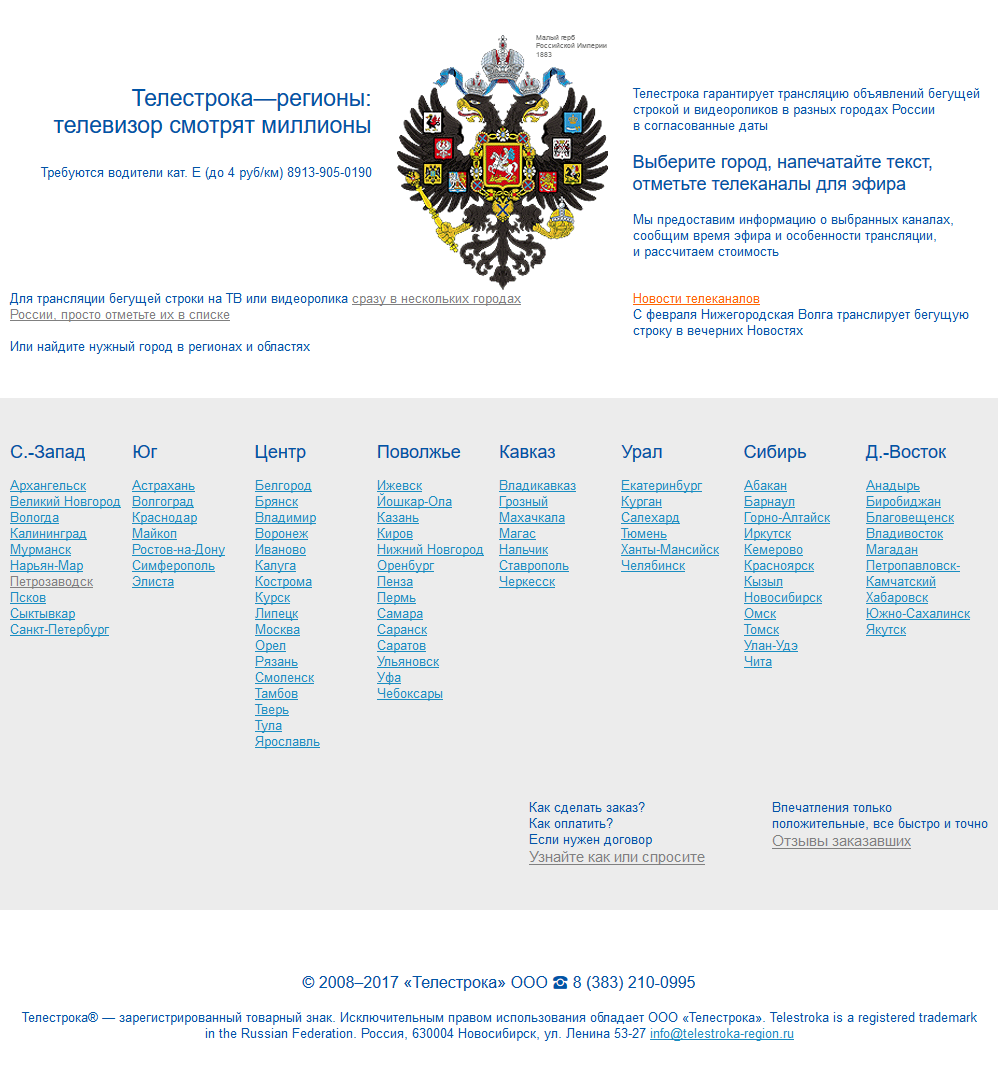 Малый герб
Российской Империи
1883
Телестрока—регионы:
телевизор смотрят миллионы
Требуются водители кат. Е (до 4 руб/км) 8913-905-0190
Телестрока гарантирует трансляцию объявлений бегущей
строкой и видеороликов в разных городах России
в согласованные даты
Выберите город, напечатайте текст,
отметьте телеканалы для эфира
Мы предоставим информацию о выбранных каналах,
сообщим время эфира и особенности трансляции,
и рассчитаем стоимость
Для трансляции бегущей строки на ТВ или видеоролика сразу в нескольких городах
России, просто отметьте их в списке
Или найдите нужный город в регионах и областях
Новости телеканалов
С февраля Нижегородская Волга транслирует бегущую
строку в вечерних Новостях
С.-Запад
Архангельск
Великий Новгород
Вологда
Калининград
Мурманск
Нарьян-Мар
Петрозаводск
Псков
Сыктывкар
Санкт-Петербург
Юг
Астрахань
Волгоград
Краснодар
Майкоп
Ростов-на-Дону
Симферополь
Элиста
Центр
Белгород
Брянск
Владимир
Воронеж
Иваново
Калуга
Кострома
Курск
Липецк
Москва
Орел
Рязань
Смоленск
Тамбов
Тверь
Тула
Ярославль
Поволжье
Ижевск
Йошкар-Ола
Казань
Киров
Нижний Новгород
Оренбург
Пенза
Пермь
Самара
Саранск
Саратов
Ульяновск
Уфа
Чебоксары
Кавказ
Владикавказ
Грозный
Махачкала
Магас
Нальчик
Ставрополь
Черкесск
Урал
Екатеринбург
Курган
Салехард
Тюмень
Ханты-Мансийск
Челябинск
Сибирь
Абакан
Барнаул
Горно-Алтайск
Иркутск
Кемерово
Красноярск
Кызыл
Новосибирск
Омск
Томск
Улан-Удэ
Чита
Д.-Восток
Анадырь
Биробиджан
Благовещенск
Владивосток
Магадан
Петропавловск-
Камчатский
Хабаровск
Южно-Сахалинск
Якутск
Как сделать заказ?
Как оплатить?
Если нужен договор
Узнайте как или спросите
Впечатления только
положительные, все быстро и точно
Отзывы заказавших
© 2008–2017 «Телестрока» ООО ☎ 8 (383) 210-0995
Телестрока® — зарегистрированный товарный знак. Исключительным правом использования обладает ООО «Телестрока». Telestroka is a registered trademark
in the Russian Federation. Россия, 630004 Новосибирск, ул. Ленина 53-27 info@telestroka-region.ru